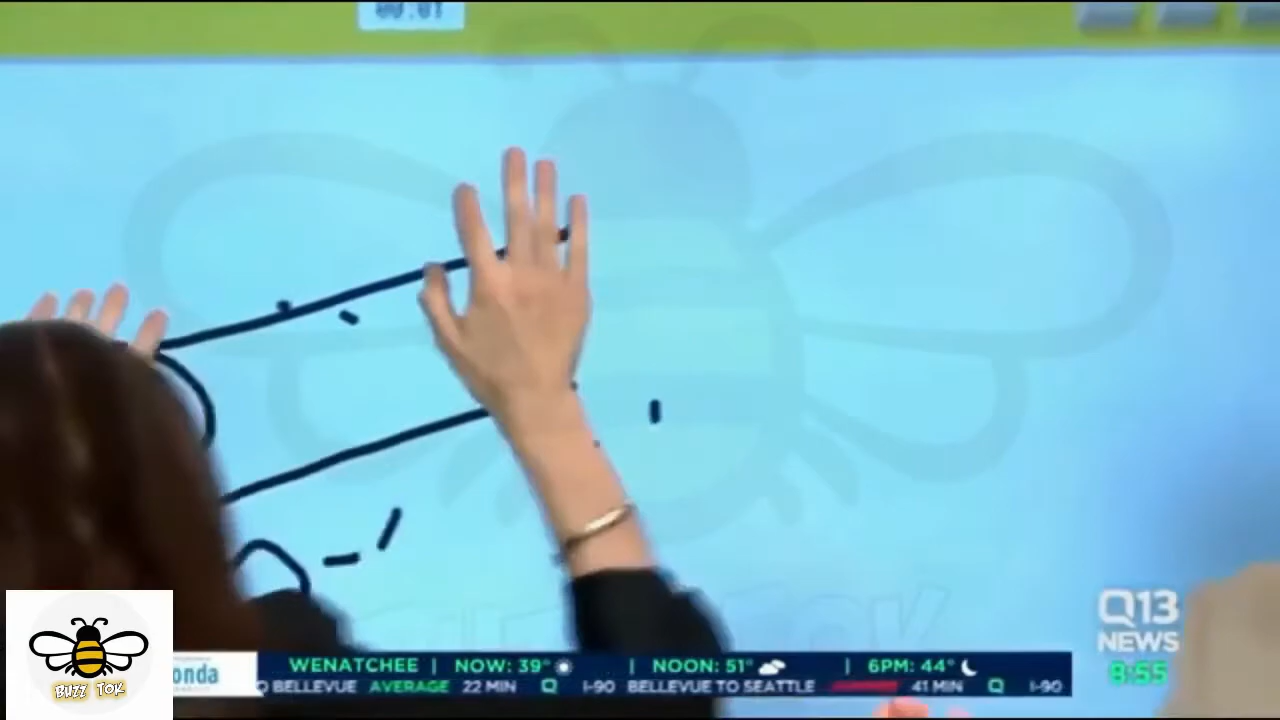 00:01
Q13
NEWS
8:55
onda
WENATCHEE | NOW: 39° | NOON: 51° | 6PM: 44°
BELLEVUE AVERAGE 22 MIN I-90 BELLEVUE TO SEATTLE 41 MIN I-90
BUZZ TOK